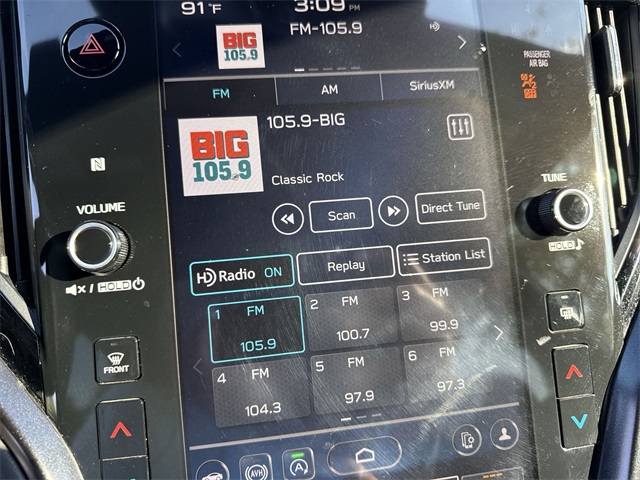 91°F 3:09 PM
BIG
105.9
FM-105.9
HD
PASSENGER
AIR BAG
OFF
FM AM SiriusXM
BIG
105.9
105.9-BIG
Classic Rock
N
VOLUME
TUNE
Scan
Direct Tune
HD Radio ON
Replay
Station List
/ HOLD
HOLD
1 FM
105.9
2 FM
100.7
3 FM
99.9
4 FM
104.3
5 FM
97.9
6 FM
97.3
FRONT
AVH
A